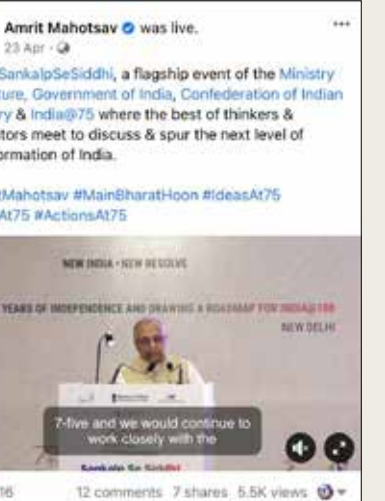 Amrit Mahotsav was live.
23 Apr
SankalpSeSiddhi, a flagship event of the Ministry
ure, Government of India, Confederation of Indian
ry & India@75 where the best of thinkers &
tors meet to discuss & spur the next level of
ormation of India.
Mahotsav #MainBharatHoon #IdeasAt75
At75 #ActionsAt75
NEW INDIA • NEW RESOLVE
YEARS OF INDEPENDENCE AND DRAWING A ROADMAP FOR INDIA@100
NEW DELHI
7-five and we would continue to
work closely with the
Sankalp Se Siddhi
16 12 comments 7 shares 5.5K views